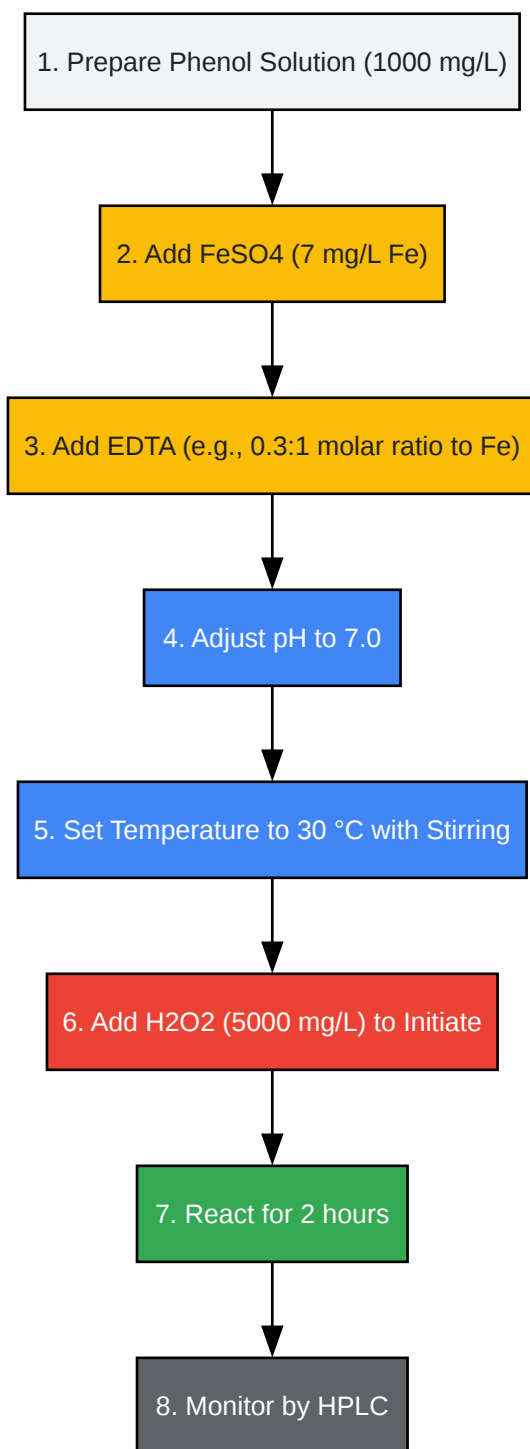 1. Prepare Phenol Solution (1000 mg/L)
2. Add FeSO4 (7 mg/L Fe)
3. Add EDTA (e.g., 0.3:1 molar ratio to Fe)
4. Adjust pH to 7.0
5. Set Temperature to 30 °C with Stirring
6. Add H2O2 (5000 mg/L) to Initiate
7. React for 2 hours
8. Monitor by HPLC